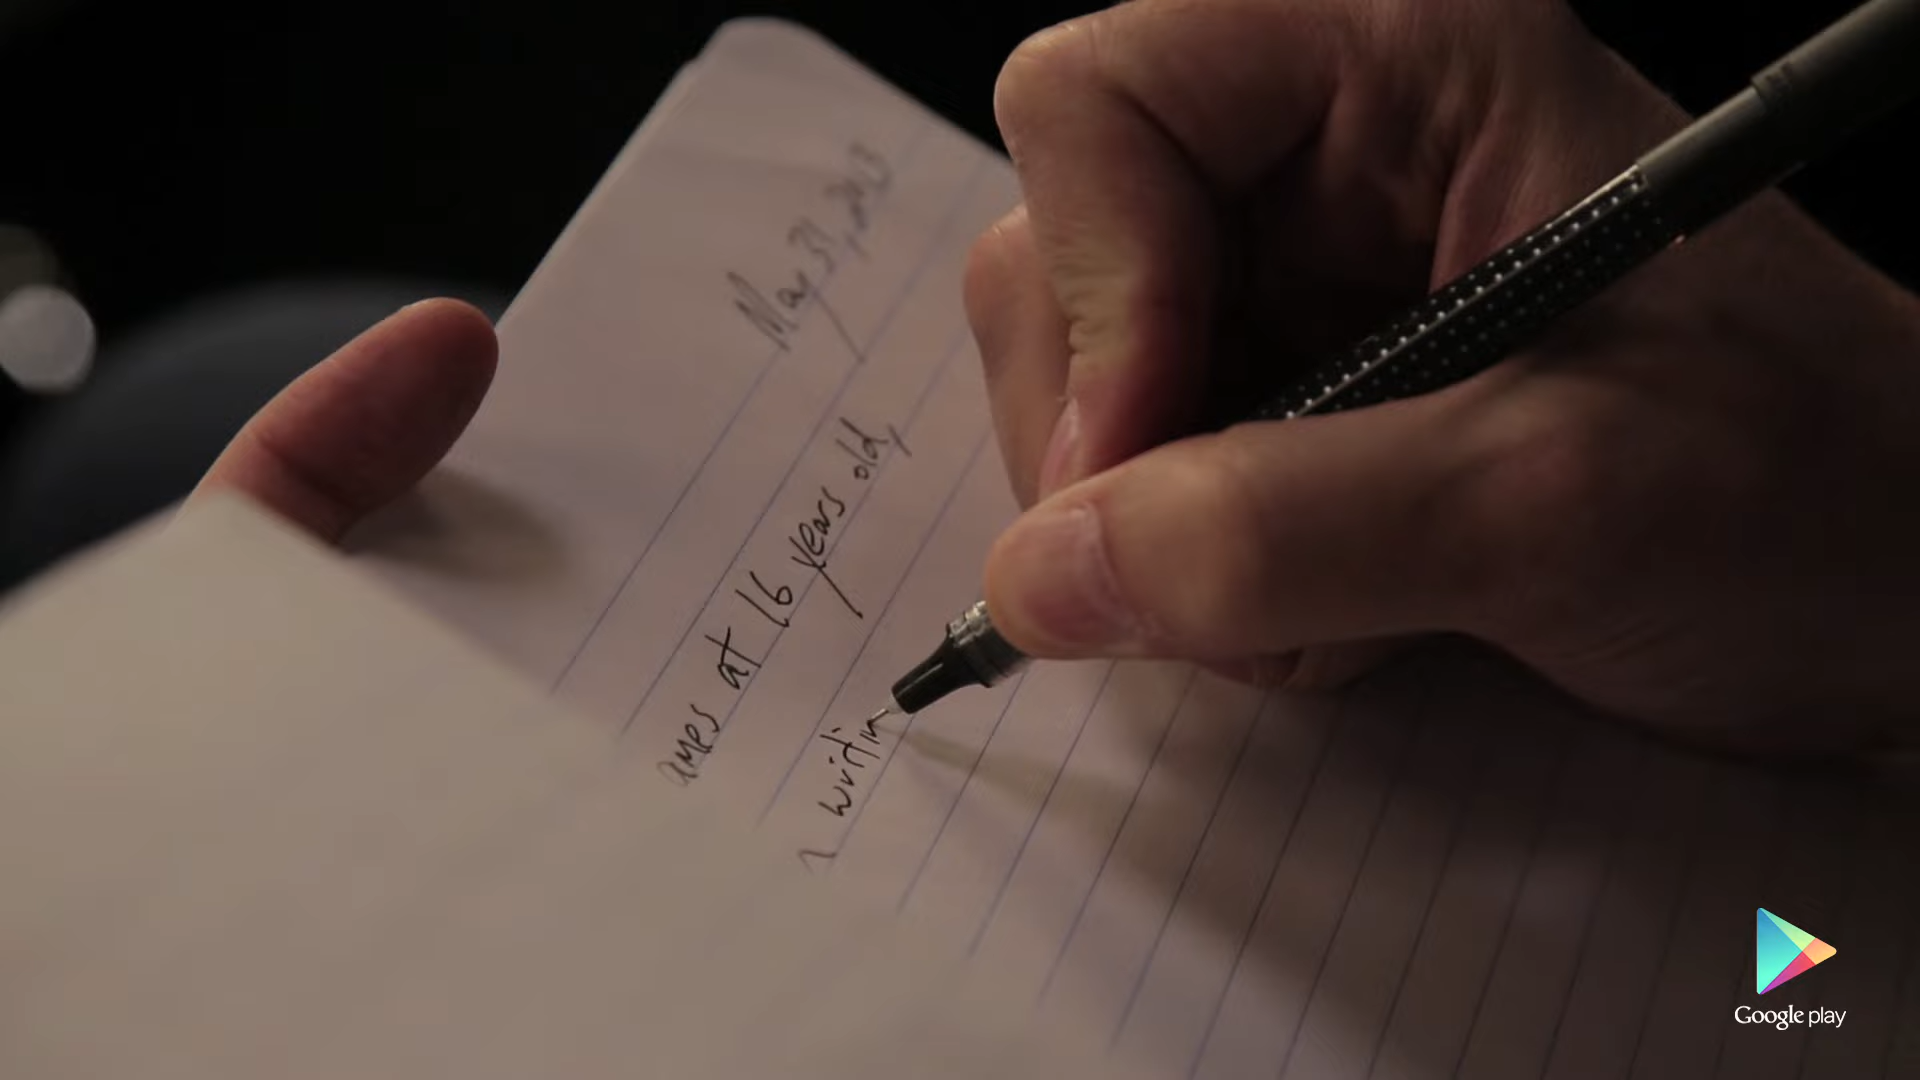 May 31, 2013
ames at 16 years old,
writin
Google play